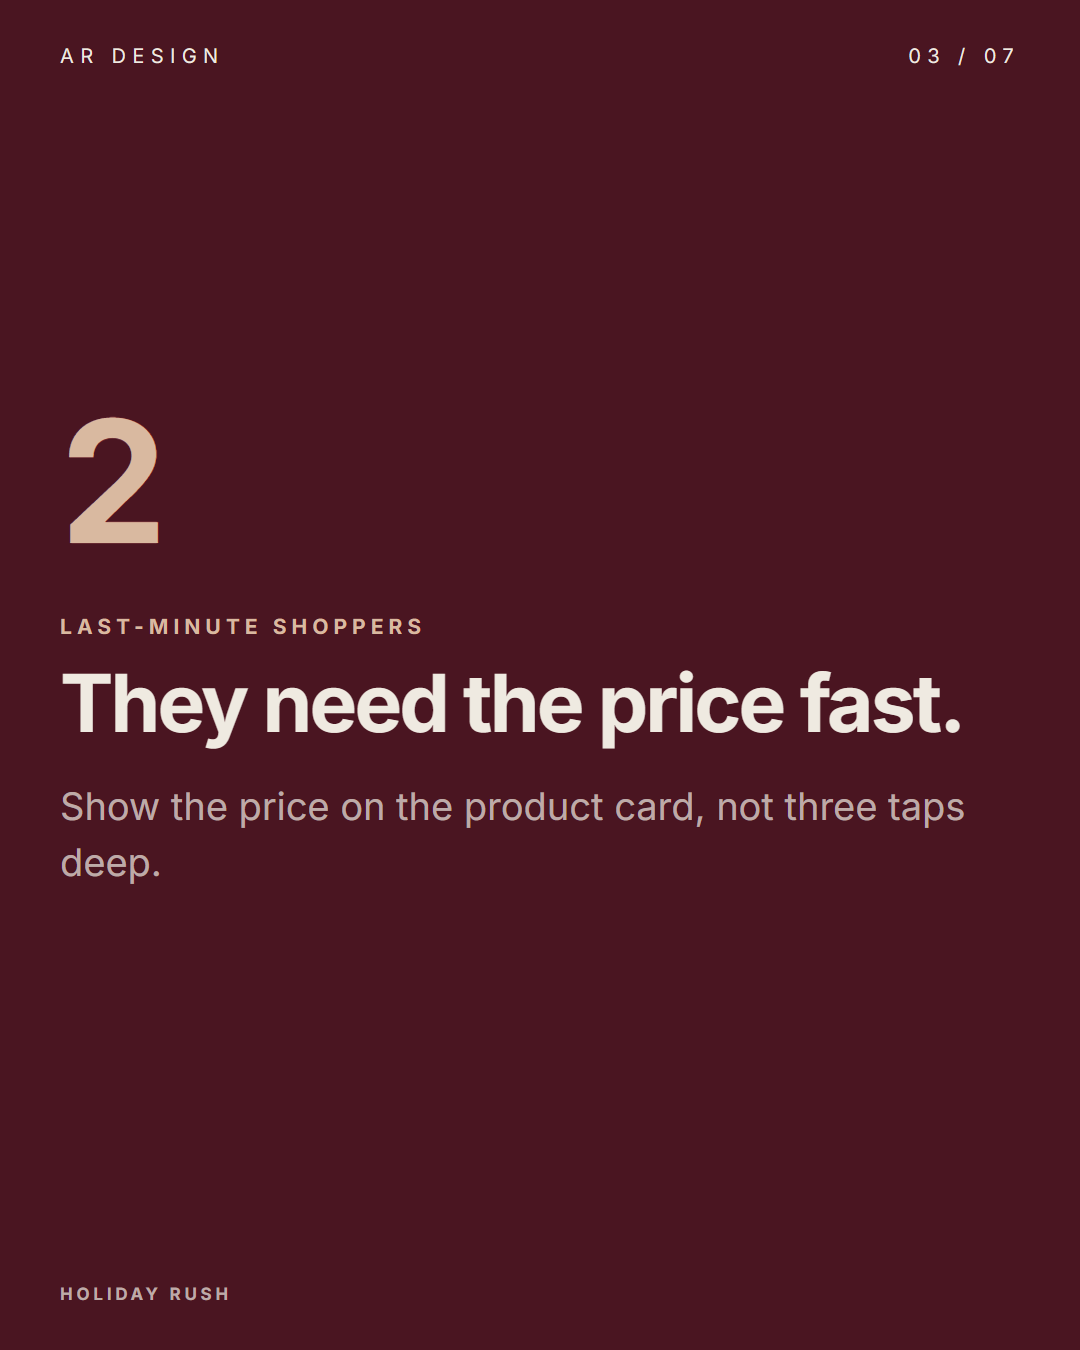 AR DESIGN
03 / 07
2
LAST-MINUTE SHOPPERS
They need the price fast.
Show the price on the product card, not three taps
deep.
HOLIDAY RUSH